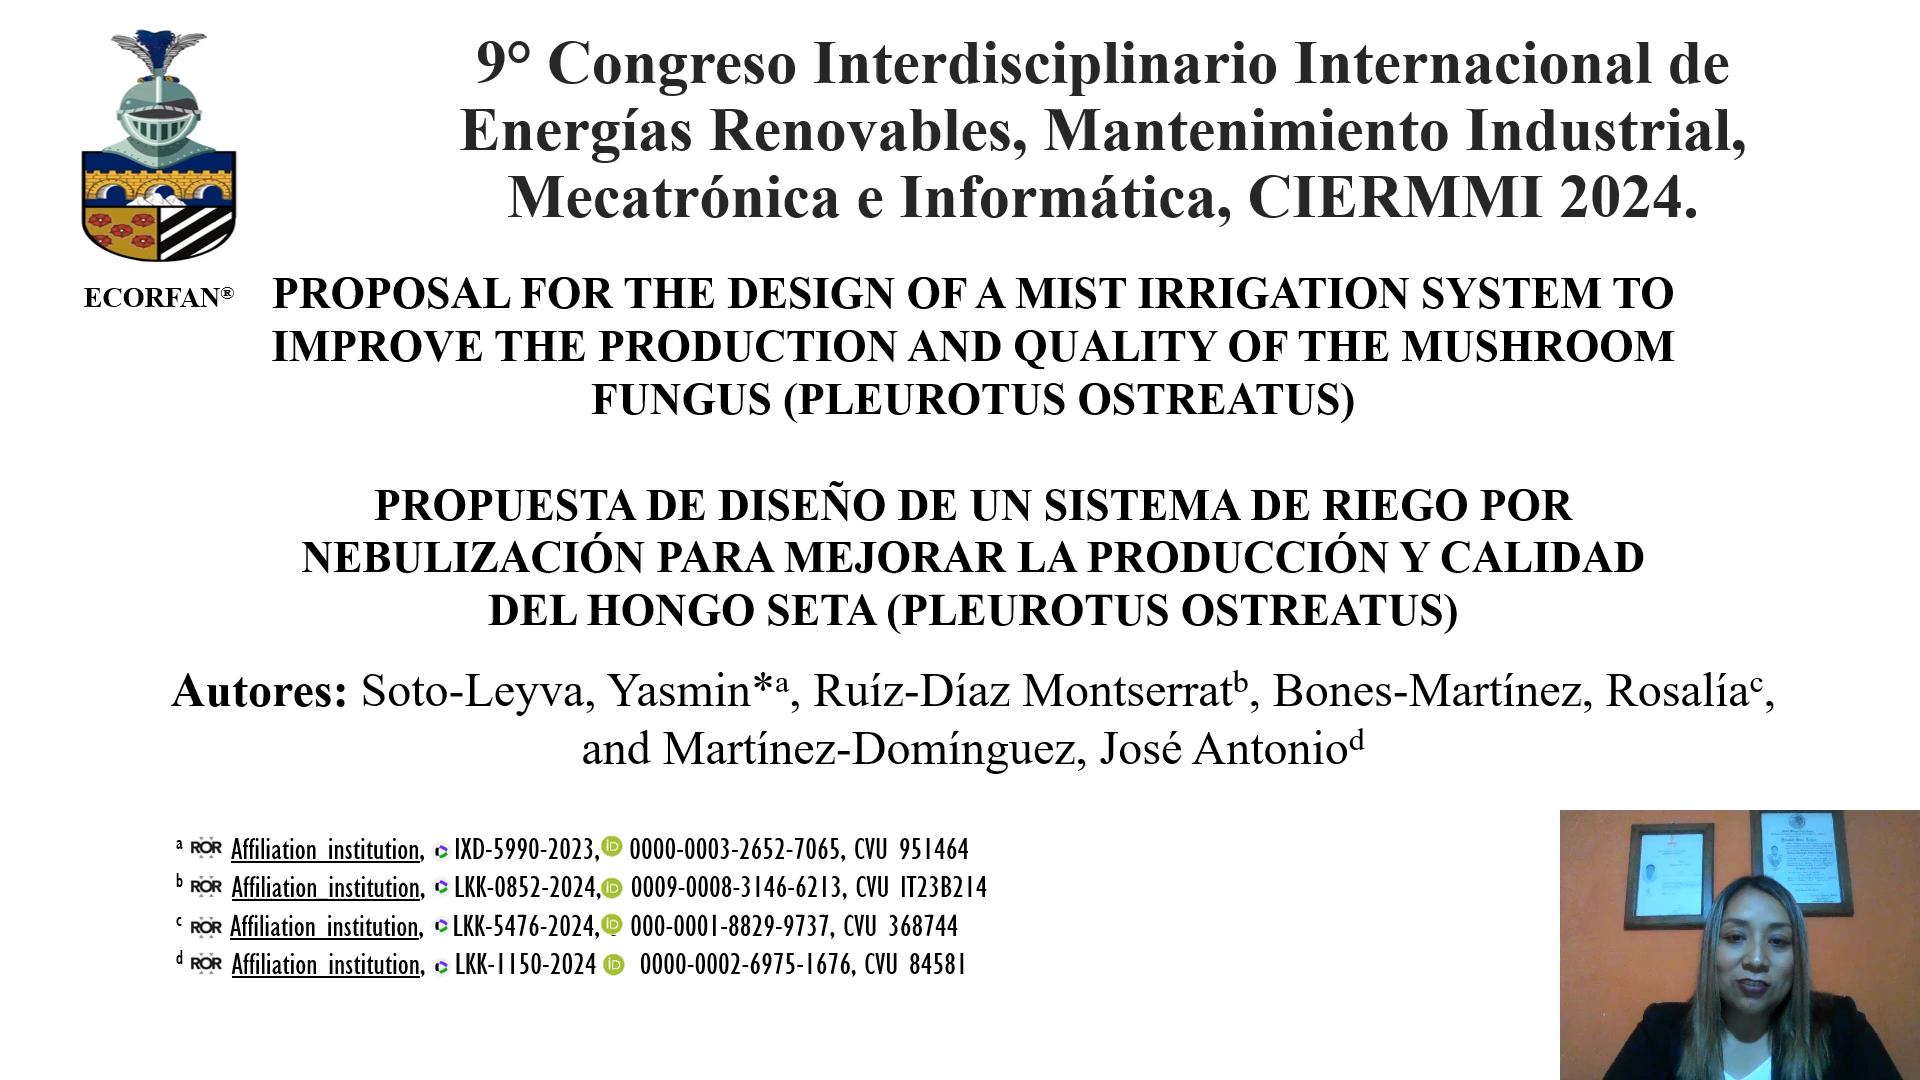 9° Congreso Interdisciplinario Internacional de
Energías Renovables, Mantenimiento Industrial,
Mecatrónica e Informática, CIERMMI 2024.
ECORFAN®
PROPOSAL FOR THE DESIGN OF A MIST IRRIGATION SYSTEM TO
IMPROVE THE PRODUCTION AND QUALITY OF THE MUSHROOM
FUNGUS (PLEUROTUS OSTREATUS)
PROPUESTA DE DISEÑO DE UN SISTEMA DE RIEGO POR
NEBULIZACIÓN PARA MEJORAR LA PRODUCCIÓN Y CALIDAD
DEL HONGO SETA (PLEUROTUS OSTREATUS)
Autores: Soto-Leyva, Yasmin*ᵃ, Ruíz-Díaz Montserratᵇ, Bones-Martínez, Rosalíaᶜ,
and Martínez-Domínguez, José Antonioᵈ
ᵃ ROR Affiliation institution, IXD-5990-2023, iD 0000-0003-2652-7065, CVU 951464
ᵇ ROR Affiliation institution, LKK-0852-2024, iD 0009-0008-3146-6213, CVU IT23B214
ᶜ ROR Affiliation institution, LKK-5476-2024, iD 000-0001-8829-9737, CVU 368744
ᵈ ROR Affiliation institution, LKK-1150-2024 iD 0000-0002-6975-1676, CVU 84581